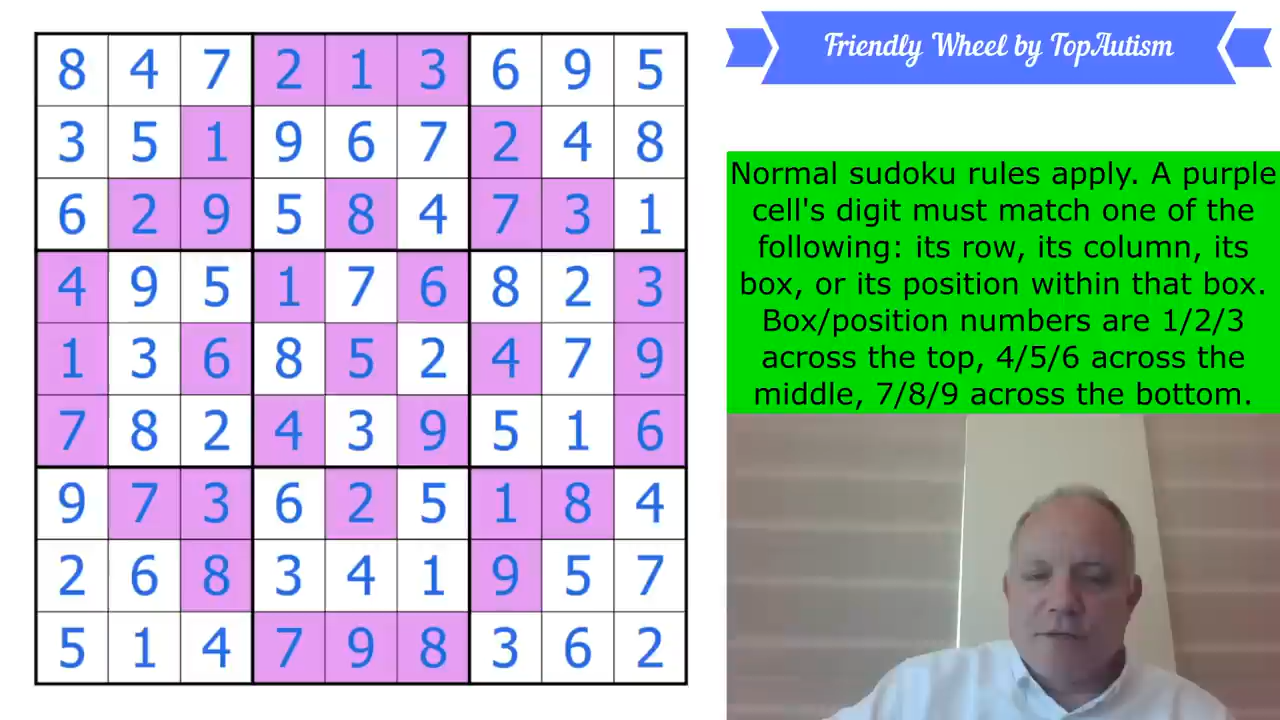 Friendly Wheel by TopAutism
8 4 7 2 1 3 6 9 5
3 5 1 9 6 7 2 4 8
6 2 9 5 8 4 7 3 1
4 9 5 1 7 6 8 2 3
1 3 6 8 5 2 4 7 9
7 8 2 4 3 9 5 1 6
9 7 3 6 2 5 1 8 4
2 6 8 3 4 1 9 5 7
5 1 4 7 9 8 3 6 2
Normal sudoku rules apply. A purple
cell's digit must match one of the
following: its row, its column, its
box, or its position within that box.
Box/position numbers are 1/2/3
across the top, 4/5/6 across the
middle, 7/8/9 across the bottom.